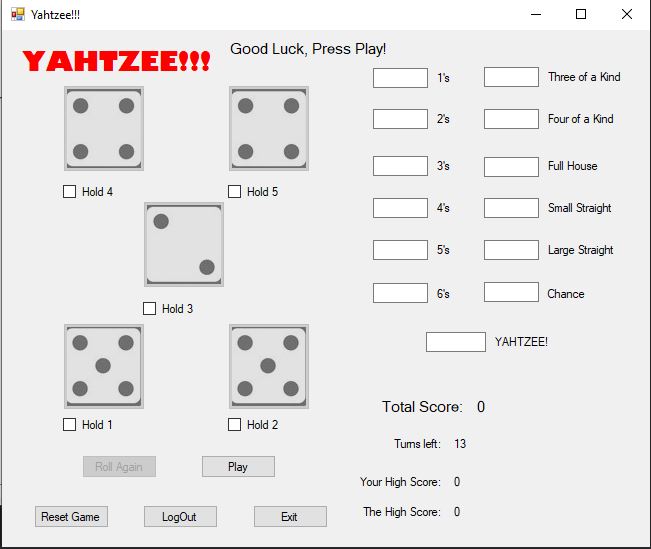 Yahtzee!!!
YAHTZEE!!!
Good Luck, Press Play!
1's
Three of a Kind
2's
Four of a Kind
Hold 4
Hold 5
3's
Full House
4's
Small Straight
5's
Large Straight
6's
Chance
Hold 3
YAHTZEE!
Hold 1
Hold 2
Total Score: 0
Turns left: 13
Roll Again
Play
Your High Score: 0
The High Score: 0
Reset Game
LogOut
Exit